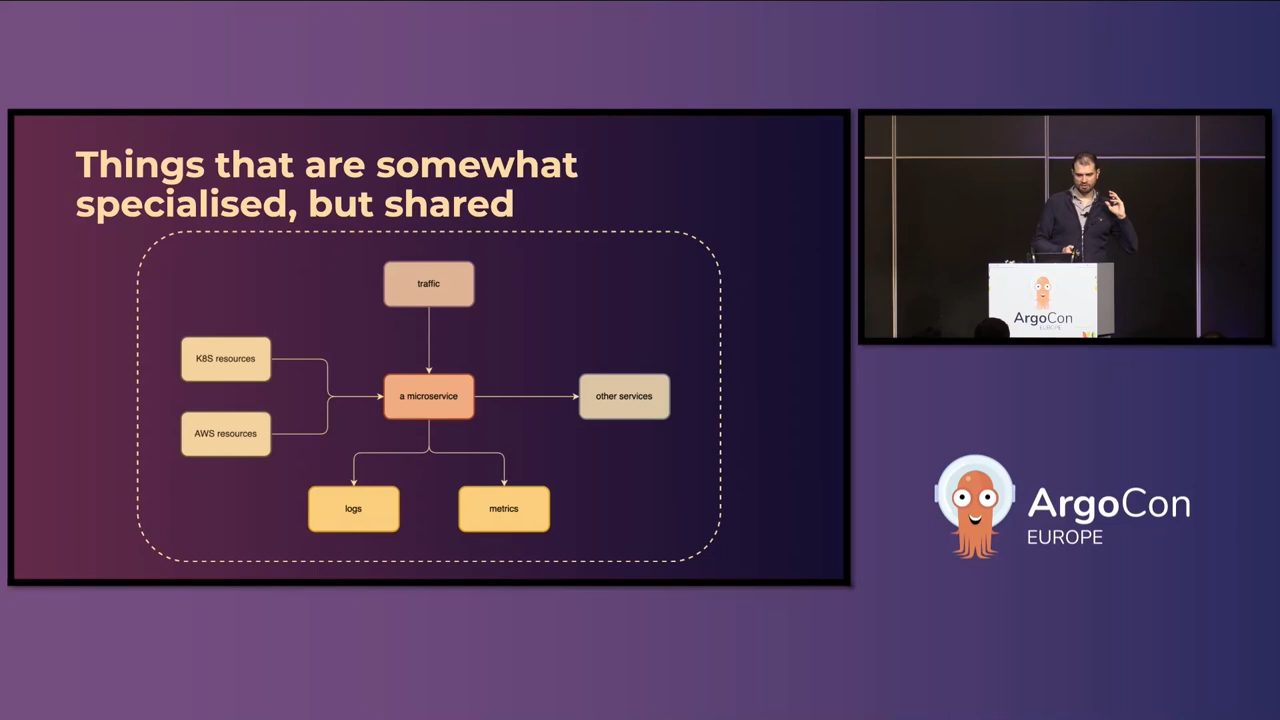 Things that are somewhat
specialised, but shared
traffic
K8S resources
a microservice
other services
AWS resources
logs
metrics
ArgoCon
EUROPE
ArgoCon
EUROPE